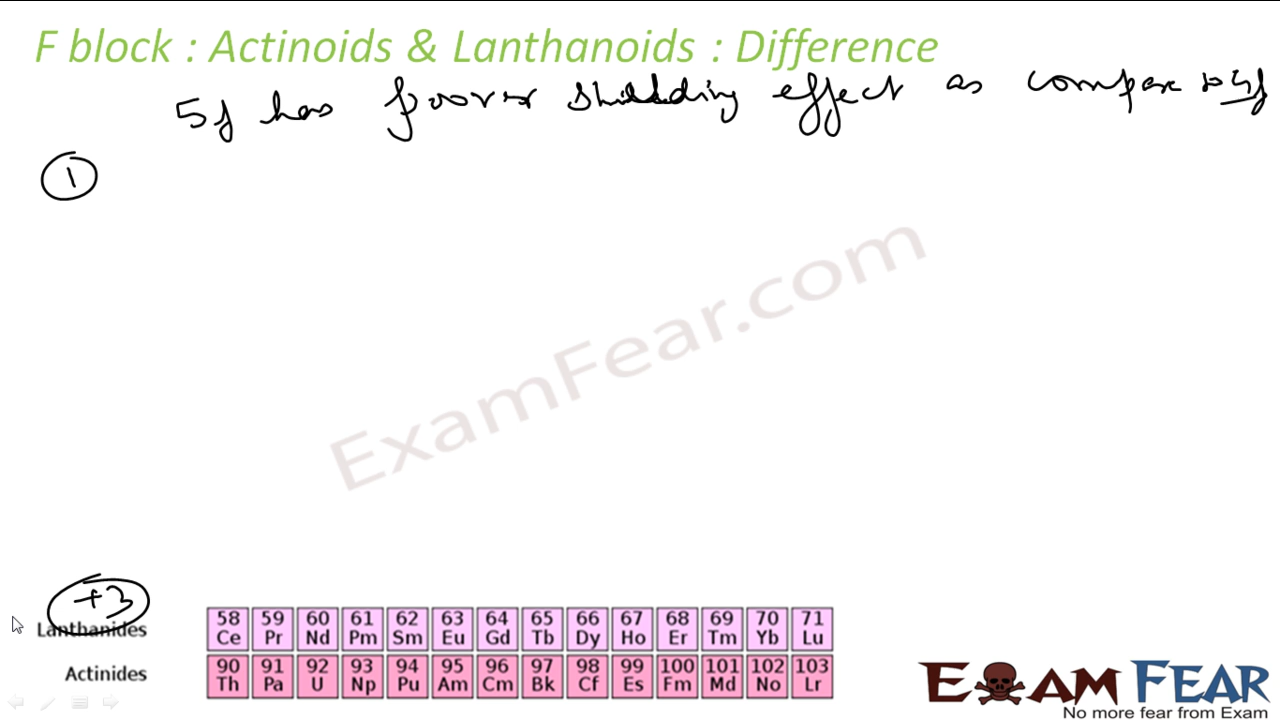 F block : Actinoids & Lanthanoids : Difference
5f has poorer shielding effect as compare to 4f
1
ExamFear.com
+3
Lanthanides
58 59 60 61 62 63 64 65 66 67 68 69 70 71
Ce Pr Nd Pm Sm Eu Gd Tb Dy Ho Er Tm Yb Lu
Actinides
90 91 92 93 94 95 96 97 98 99 100 101 102 103
Th Pa U Np Pu Am Cm Bk Cf Es Fm Md No Lr
EXAM FEAR
No more fear from Exam